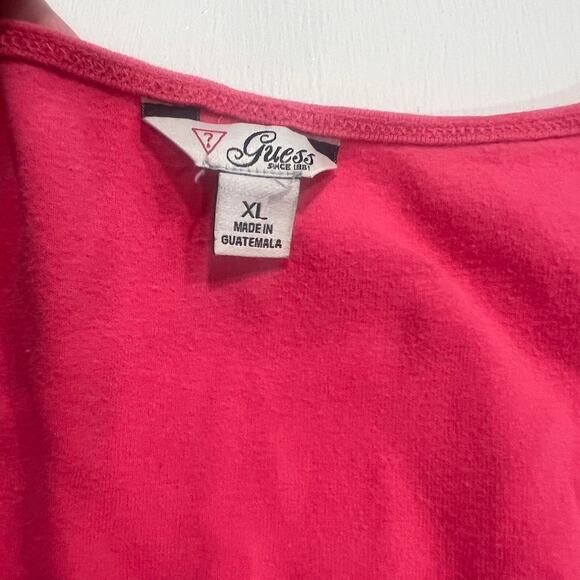 ?
Guess
SINCE 1981
XL
MADE IN
GUATEMALA